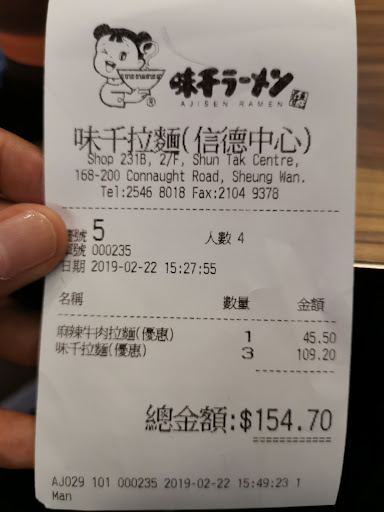 味千ラーメン
AJISEN RAMEN
味千拉麵(信德中心)
Shop 231B, 2/F, Shun Tak Centre,
168-200 Connaught Road, Sheung Wan.
Tel:2546 8018 Fax:2104 9378
號 5 人數 4
號 000235
日期 2019-02-22 15:27:55
名稱 數量 金額
麻辣牛肉拉麵(優惠) 1 45.50
味千拉麵(優惠) 3 109.20
總金額:$154.70
AJ029 101 000235 2019-02-22 15:49:23 1
Man